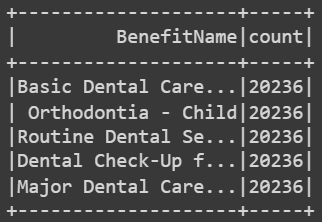 +--------------------+-----+
|         BenefitName|count|
+--------------------+-----+
|Basic Dental Care...|20236|
| Orthodontia - Child|20236|
|Routine Dental Se...|20236|
|Dental Check-Up f...|20236|
|Major Dental Care...|20236|
+--------------------+-----+